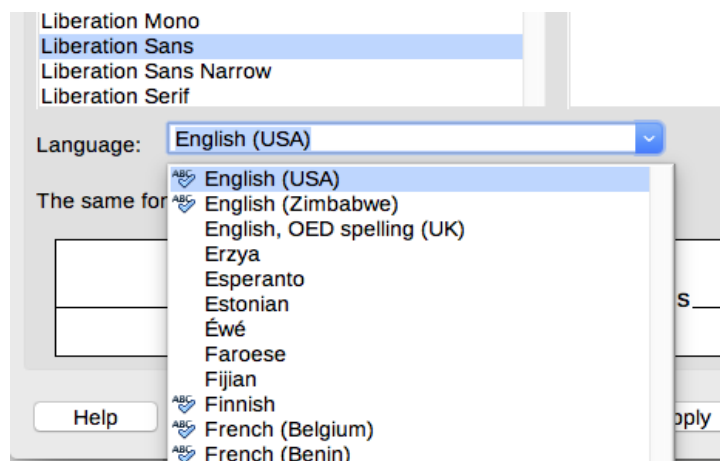 Liberation Mono
Liberation Sans
Liberation Sans Narrow
Liberation Serif
Language: English (USA)
English (USA)
The same for
English (Zimbabwe)
English, OED spelling (UK)
Erzya
Esperanto
Estonian
Éwé
Faroese
Fijian
Finnish
French (Belgium)
French (Benin)
Help